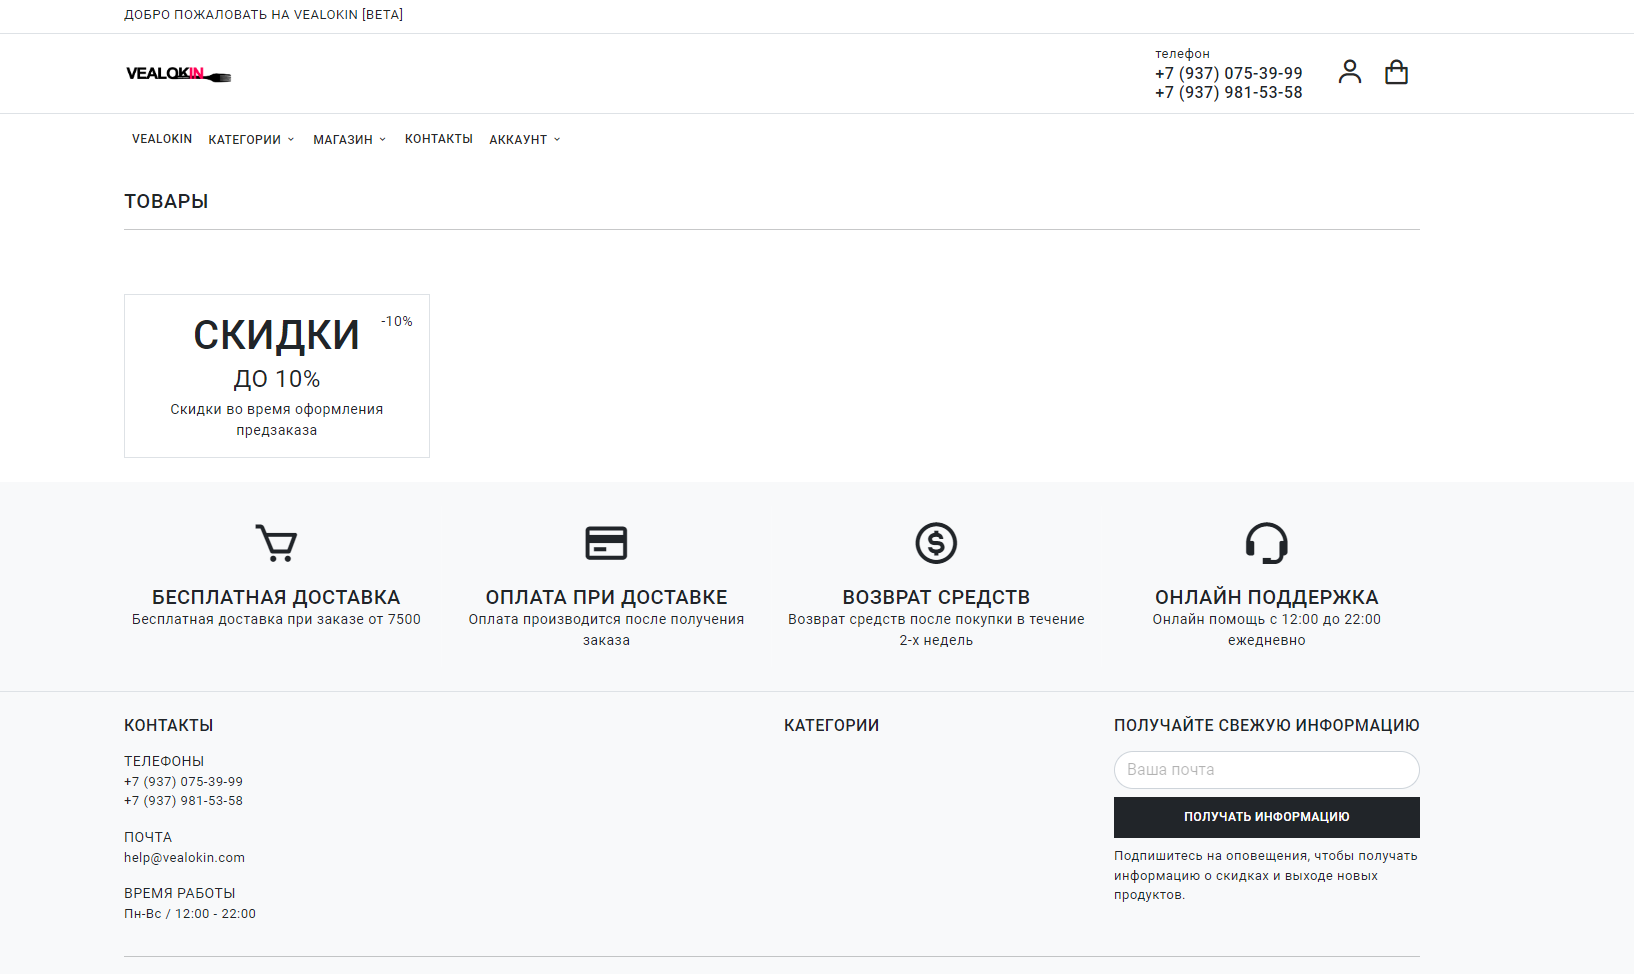 ДОБРО ПОЖАЛОВАТЬ НА VEALOKIN [BETA]
VEALOKIN
телефон
+7 (937) 075-39-99
+7 (937) 981-53-58
VEALOKIN КАТЕГОРИИ МАГАЗИН КОНТАКТЫ АККАУНТ
ТОВАРЫ
СКИДКИ
-10%
ДО 10%
Скидки во время оформления
предзаказа
БЕСПЛАТНАЯ ДОСТАВКА
Бесплатная доставка при заказе от 7500
ОПЛАТА ПРИ ДОСТАВКЕ
Оплата производится после получения
заказа
ВОЗВРАТ СРЕДСТВ
Возврат средств после покупки в течение
2-х недель
ОНЛАЙН ПОДДЕРЖКА
Онлайн помощь с 12:00 до 22:00
ежедневно
КОНТАКТЫ
ТЕЛЕФОНЫ
+7 (937) 075-39-99
+7 (937) 981-53-58
ПОЧТА
help@vealokin.com
ВРЕМЯ РАБОТЫ
Пн-Вс / 12:00 - 22:00
КАТЕГОРИИ
ПОЛУЧАЙТЕ СВЕЖУЮ ИНФОРМАЦИЮ
Ваша почта
ПОЛУЧАТЬ ИНФОРМАЦИЮ
Подпишитесь на оповещения, чтобы получать
информацию о скидках и выходе новых
продуктов.